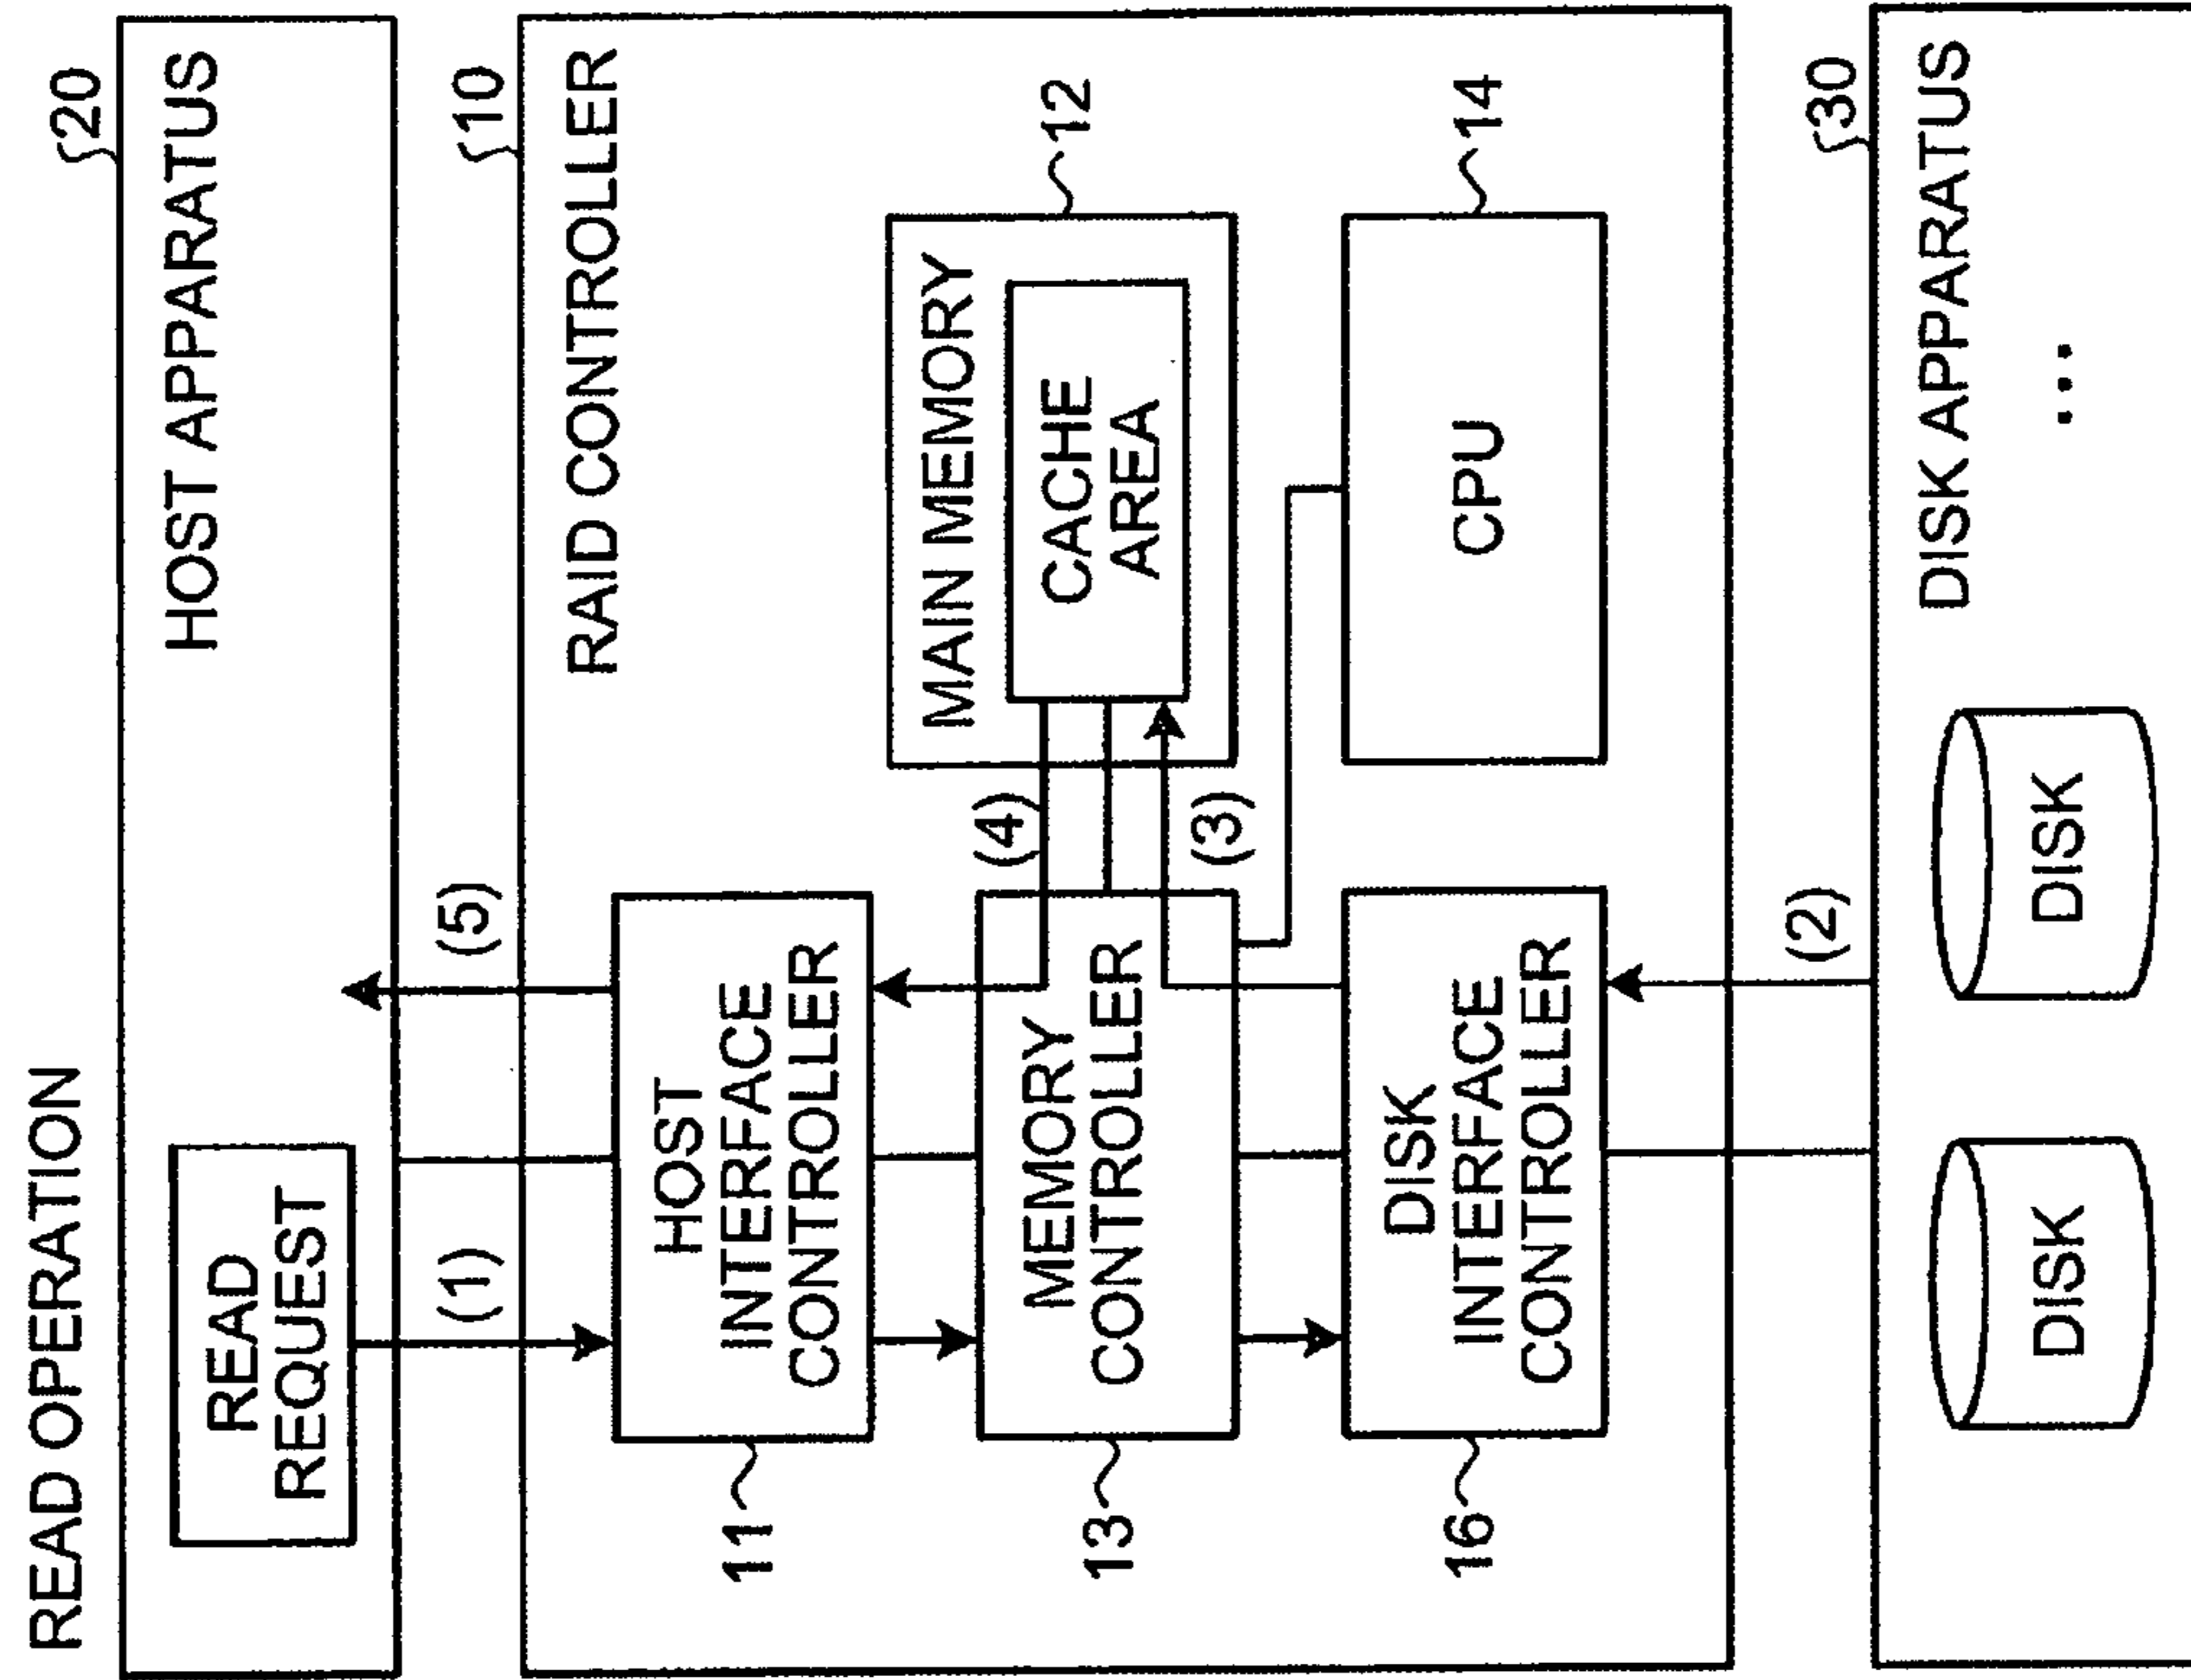 READ OPERATION
20
HOST APPARATUS
READ
REQUEST
(1)
(5)
10
RAID CONTROLLER
11
HOST
INTERFACE
CONTROLLER
12
MAIN MEMORY
CACHE
AREA
(4)
(3)
13
MEMORY
CONTROLLER
14
CPU
16
DISK
INTERFACE
CONTROLLER
(2)
30
DISK APPARATUS
DISK
DISK
...